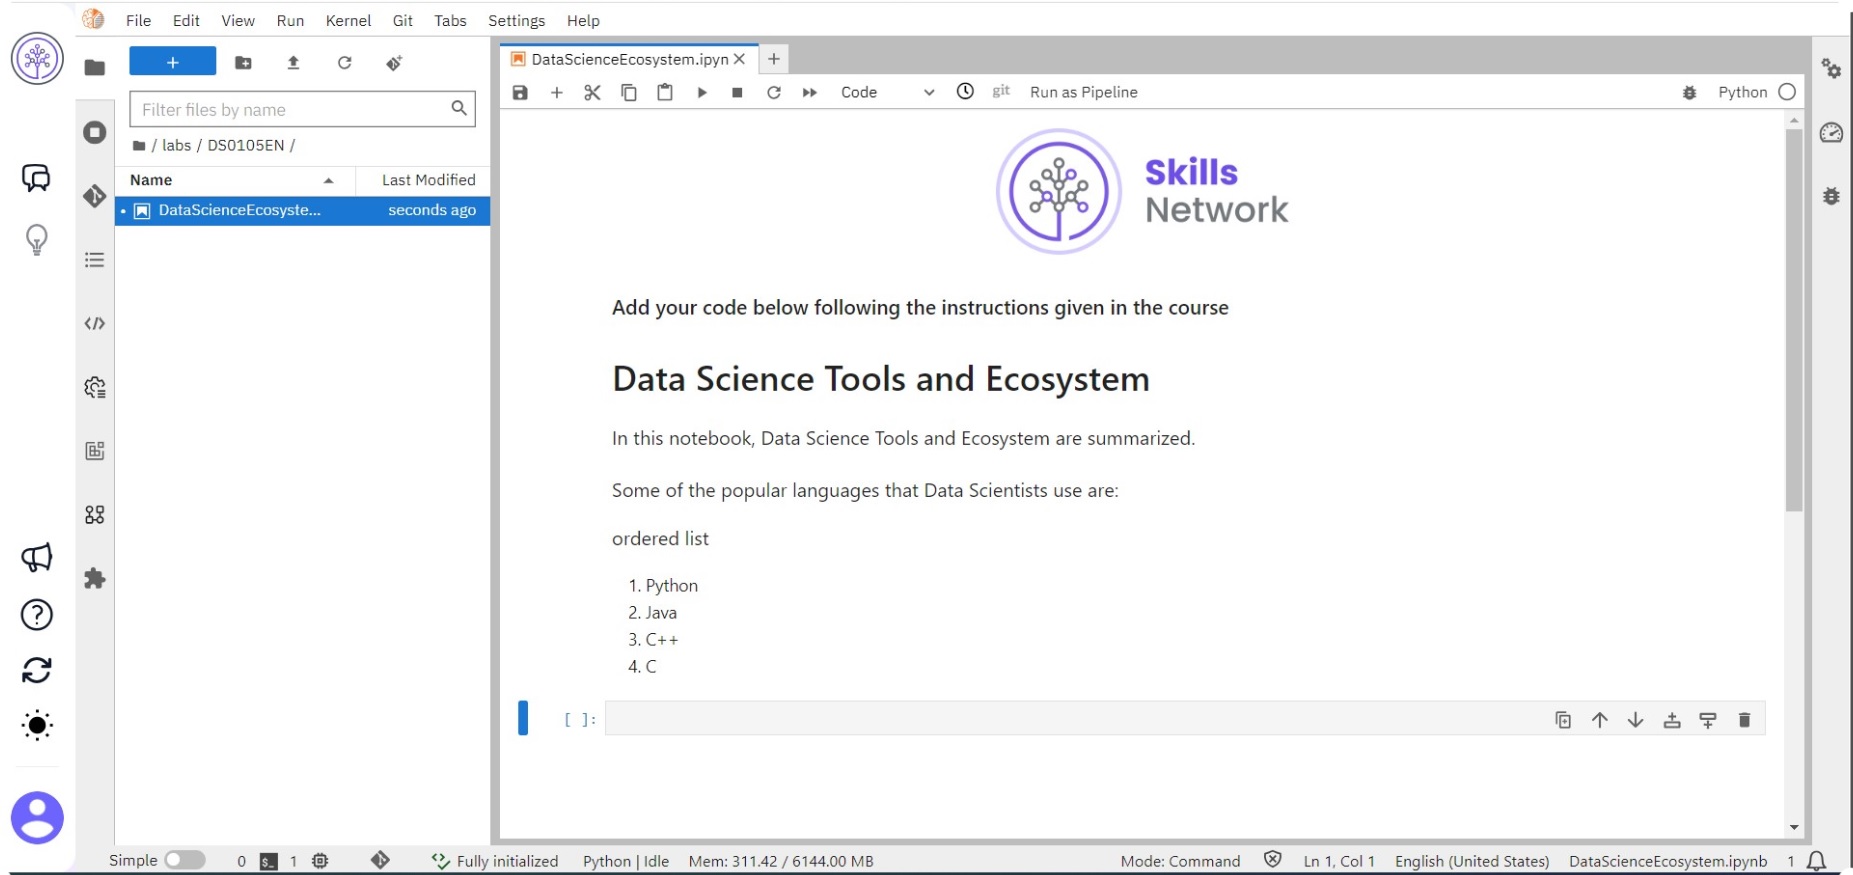 File Edit View Run Kernel Git Tabs Settings Help
+
Filter files by name
/ labs / DS0105EN /
Name Last Modified
DataScienceEcosyste... seconds ago
DataScienceEcosystem.ipyn
Code git Run as Pipeline Python
Skills
Network
Add your code below following the instructions given in the course
Data Science Tools and Ecosystem
In this notebook, Data Science Tools and Ecosystem are summarized.
Some of the popular languages that Data Scientists use are:
ordered list
1. Python
2. Java
3. C++
4. C
[ ]:
Simple 0 $_ 1 Fully initialized Python | Idle Mem: 311.42 / 6144.00 MB Mode: Command Ln 1, Col 1 English (United States) DataScienceEcosystem.ipynb 1